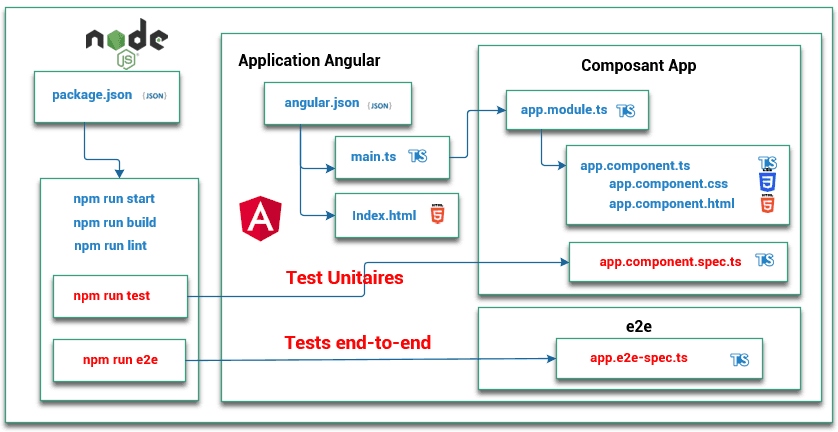 node
JS
package.json
{JSON}
npm run start
npm run build
npm run lint
npm run test
npm run e2e
Application Angular
angular.json
{JSON}
main.ts
TS
Index.html
HTML
5
A
Test Unitaires
Tests end-to-end
Composant App
app.module.ts
TS
app.component.ts
TS
app.component.css
CSS
3
app.component.html
HTML
5
app.component.spec.ts
TS
e2e
app.e2e-spec.ts
TS